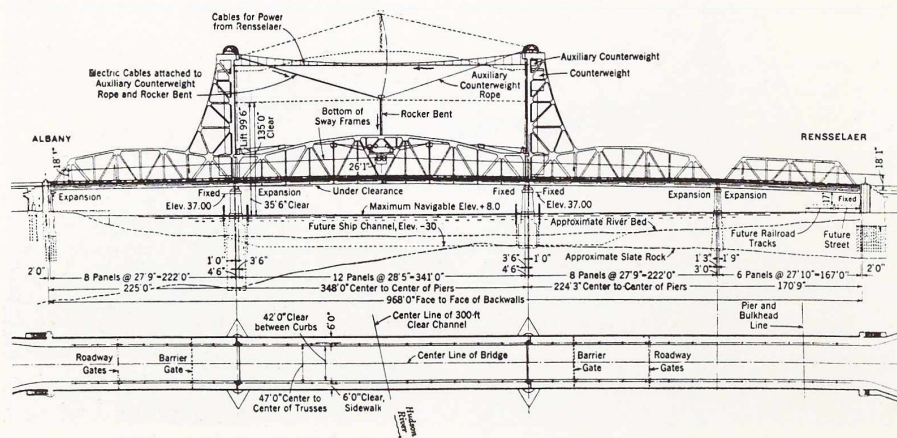 Cables for Power
from Rensselaer
Electric Cables attached to
Auxiliary Counterweight
Rope and Rocker Bent
Auxiliary Counterweight
Counterweight
Auxiliary
Counterweight
Rope
Rocker Bent
Lift 99'6"
135'0"
Clear
Bottom of
Sway Frames
ALBANY
RENSSELAER
18'1"
26'1"
18'1"
Expansion
Fixed
Expansion
Under Clearance
Fixed
Fixed
Expansion
Expansion
Fixed
Elev. 37.00
35'6" Clear
Elev. 37.00
Maximum Navigable Elev. +8.0
Approximate River Bed
Future Ship Channel, Elev. -30
Future Railroad
Tracks
Future
Street
Approximate Slate Rock
1'0"
3'6"
4'6"
3'6"
1'0"
4'6"
1'3"
1'9"
3'0"
2'0"
8 Panels @ 27'9"=222'0"
12 Panels @ 28'5"=341'0"
8 Panels @ 27'9"=222'0"
6 Panels @ 27'10"=167'0"
2'0"
225'0"
348'0" Center to Center of Piers
224'3" Center to Center of Piers
170'9"
968'0" Face to Face of Backwalls
Pier and
Bulkhead
Line
42'0" Clear
between Curbs
6'0"
Center Line of 300-ft
Clear Channel
Roadway
Gates
Barrier
Gate
Center Line of Bridge
Barrier
Gate
Roadway
Gates
47'0" Center to
Center of Trusses
6'0" Clear,
Sidewalk
Hudson
River